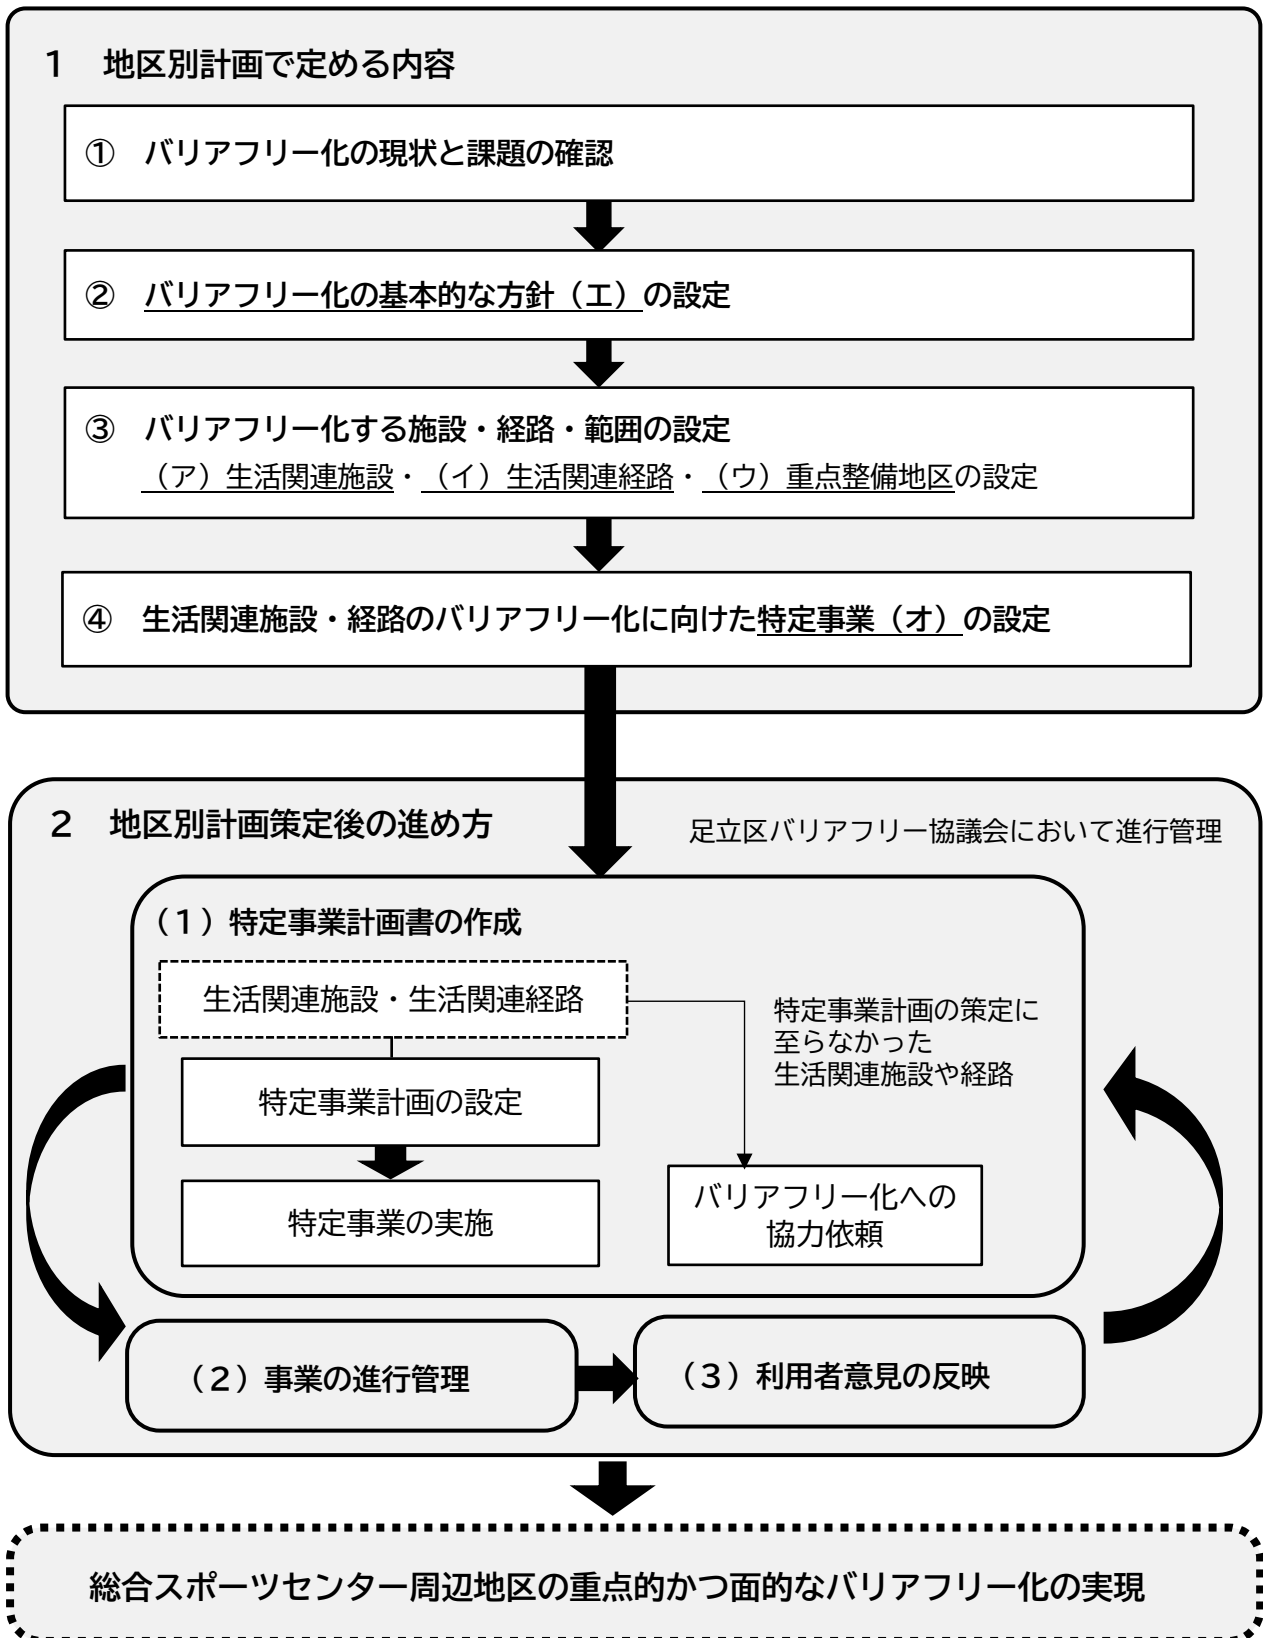 １　地区別計画で定める内容
①　バリアフリー化の現状と課題の確認
②　バリアフリー化の基本的な方針（エ）の設定
③　バリアフリー化する施設・経路・範囲の設定
（ア）生活関連施設・（イ）生活関連経路・（ウ）重点整備地区の設定
④　生活関連施設・経路のバリアフリー化に向けた特定事業（オ）の設定
２　地区別計画策定後の進め方
足立区バリアフリー協議会において進行管理
（１）特定事業計画書の作成
生活関連施設・生活関連経路
特定事業計画の策定に
至らなかった
生活関連施設や経路
特定事業計画の設定
特定事業の実施
バリアフリー化への
協力依頼
（２）事業の進行管理
（３）利用者意見の反映
総合スポーツセンター周辺地区の重点的かつ面的なバリアフリー化の実現